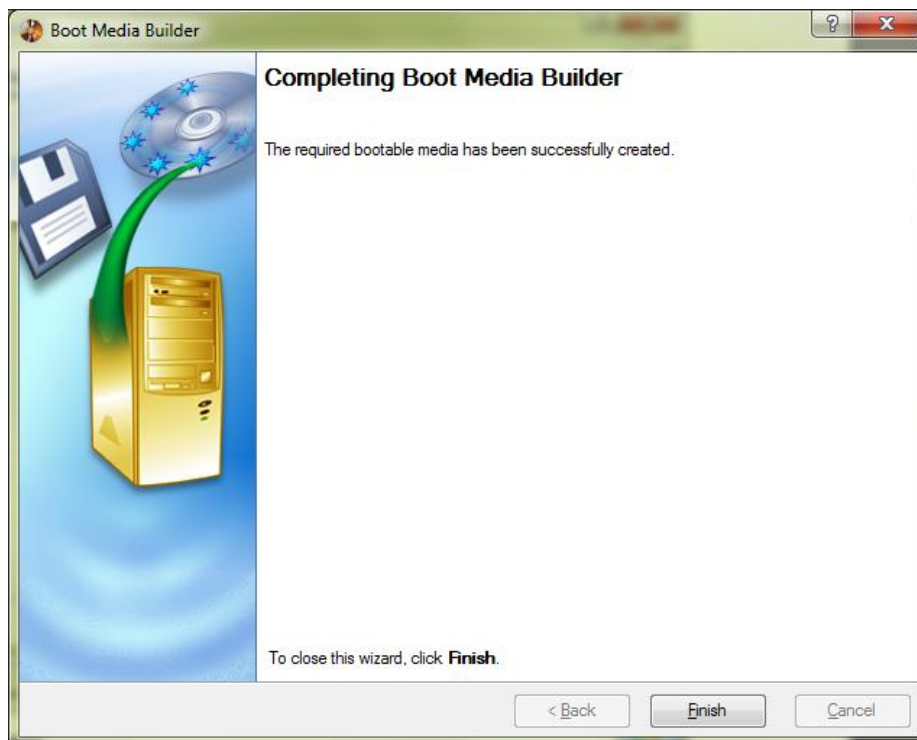 Boot Media Builder
Completing Boot Media Builder
The required bootable media has been successfully created.
To close this wizard, click Finish.
< Back
Finish
Cancel